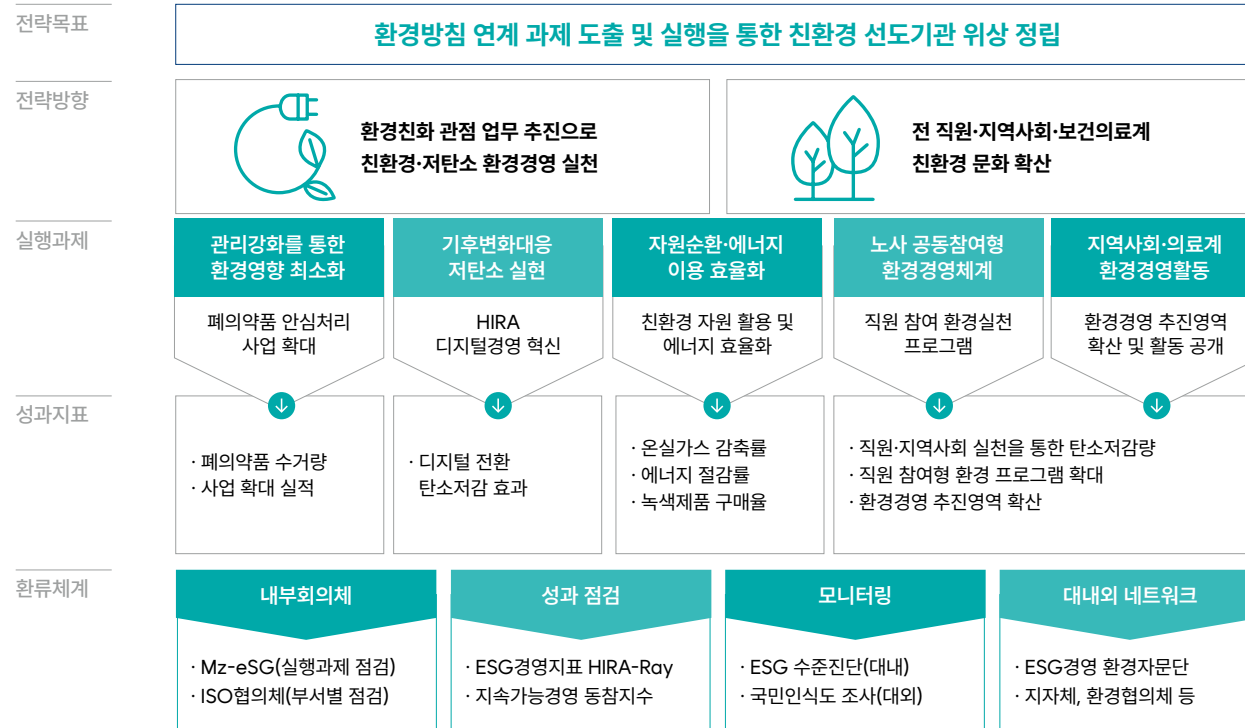 전략목표
환경방침 연계 과제 도출 및 실행을 통한 친환경 선도기관 위상 정립
전략방향
환경친화 관점 업무 추진으로
친환경·저탄소 환경경영 실천
전 직원·지역사회·보건의료계
친환경 문화 확산
실행과제
관리강화를 통한
환경영향 최소화
폐의약품 안심처리
사업 확대
기후변화대응
저탄소 실현
HIRA
디지털경영 혁신
자원순환·에너지
이용 효율화
친환경 자원 활용 및
에너지 효율화
노사 공동참여형
환경경영체계
직원 참여 환경실천
프로그램
지역사회·의료계
환경경영활동
환경경영 추진영역
확산 및 활동 공개
성과지표
· 폐의약품 수거량
· 사업 확대 실적
· 디지털 전환
탄소저감 효과
· 온실가스 감축률
· 에너지 절감률
· 녹색제품 구매율
· 직원·지역사회 실천을 통한 탄소저감량
· 직원 참여형 환경 프로그램 확대
· 환경경영 추진영역 확산
환류체계
내부회의체
· Mz-eSG(실행과제 점검)
· ISO협의체(부서별 점검)
성과 점검
· ESG경영지표 HIRA-Ray
· 지속가능경영 동참지수
모니터링
· ESG 수준진단(대내)
· 국민인식도 조사(대외)
대내외 네트워크
· ESG경영 환경자문단
· 지자체, 환경협의체 등